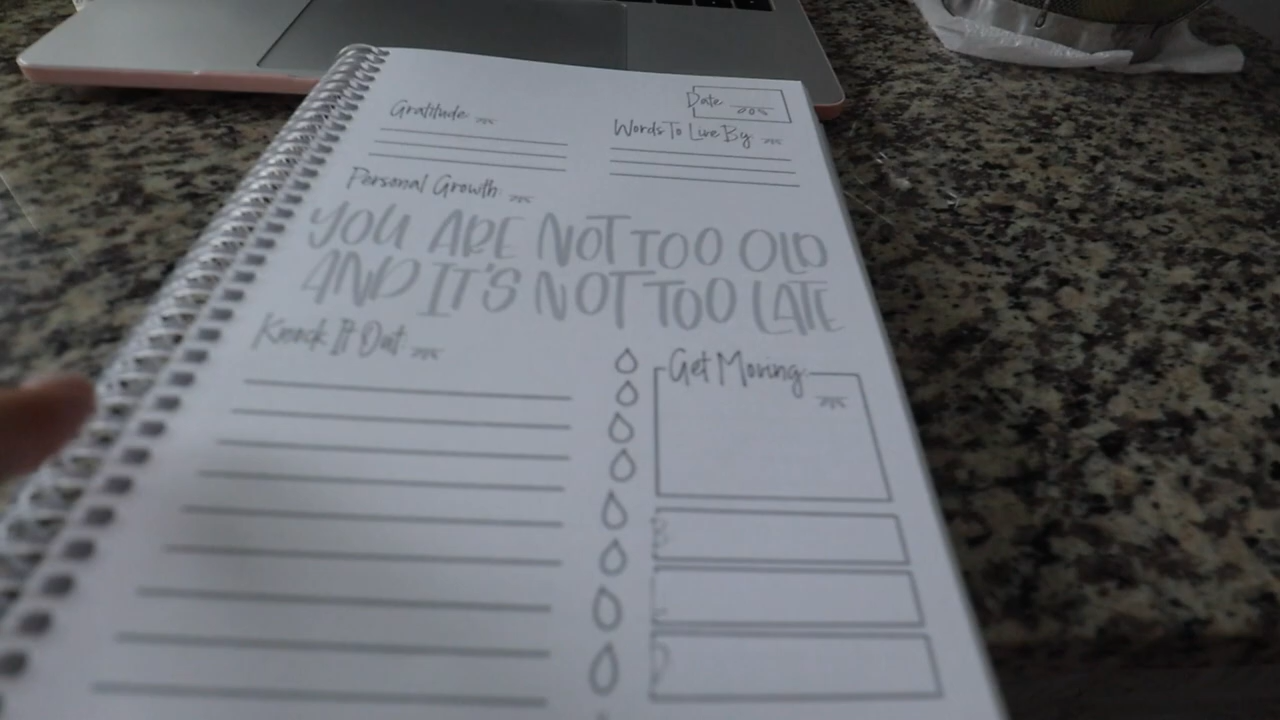 Date
Gratitude:
Words To Live By
Personal Growth:
YOU ARE NOT TOO OLD
AND IT'S NOT TOO LATE
Knock It Out
Get Moving: